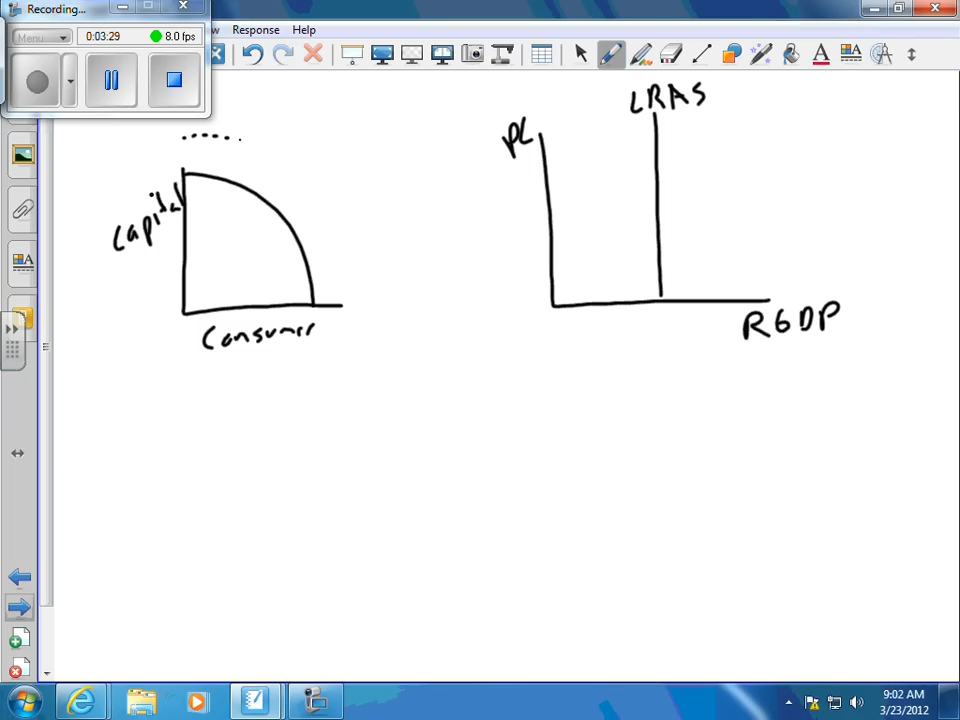 Recording...
Menu
0:03:29
8.0 fps
Response Help
LRAS
PL
Capital
RGDP
Consumer
9:02 AM
3/23/2012